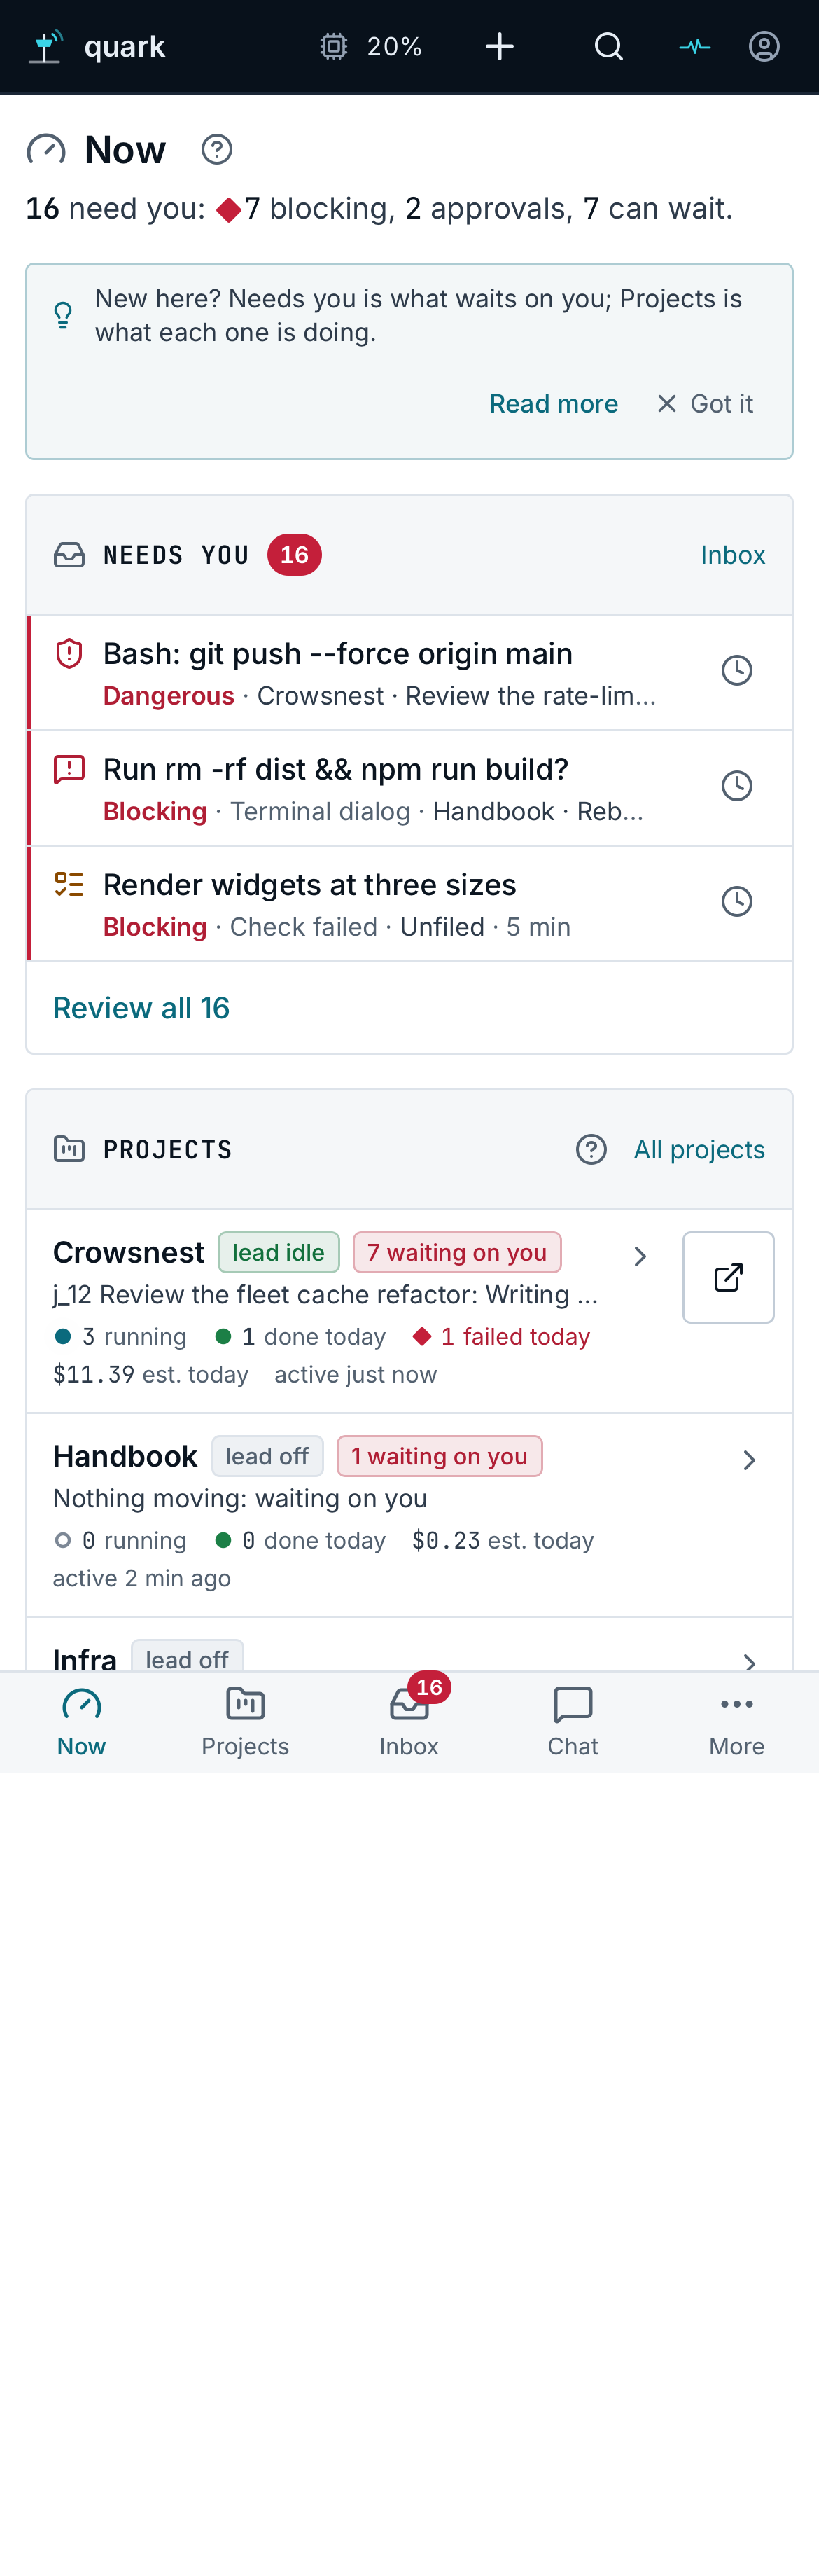 quark 20%
Now
16 need you: 7 blocking, 2 approvals, 7 can wait.
New here? Needs you is what waits on you; Projects is
what each one is doing.
Read more Got it
NEEDS YOU 16 Inbox
Bash: git push --force origin main
Dangerous · Crowsnest · Review the rate-lim...
Run rm -rf dist && npm run build?
Blocking · Terminal dialog · Handbook · Reb...
Render widgets at three sizes
Blocking · Check failed · Unfiled · 5 min
Review all 16
PROJECTS All projects
Crowsnest lead idle 7 waiting on you
j_12 Review the fleet cache refactor: Writing ...
3 running 1 done today 1 failed today
$11.39 est. today active just now
Handbook lead off 1 waiting on you
Nothing moving: waiting on you
0 running 0 done today $0.23 est. today
active 2 min ago
Infra lead off
16
Now Projects Inbox Chat More